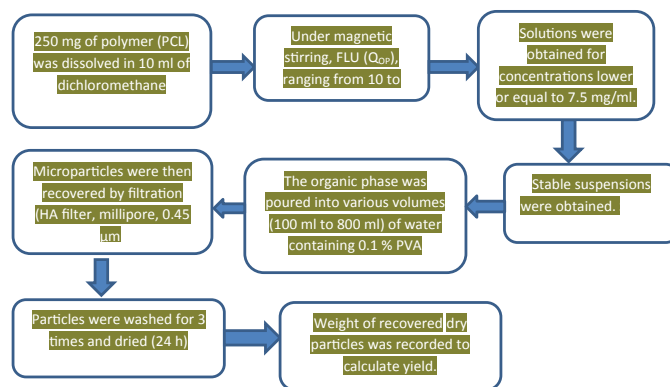 250 mg of polymer (PCL)
was dissolved in 10 ml of
dichloromethane
Under magnetic
stirring, FLU (QOP),
ranging from 10 to
Solutions were
obtained for
concentrations lower
or equal to 7.5 mg/ml.
Stable suspensions
were obtained.
The organic phase was
poured into various volumes
(100 ml to 800 ml) of water
containing 0.1 % PVA
Microparticles were then
recovered by filtration
(HA filter, millipore, 0.45
µm
Particles were washed for 3
times and dried (24 h)
Weight of recovered dry
particles was recorded to
calculate yield.